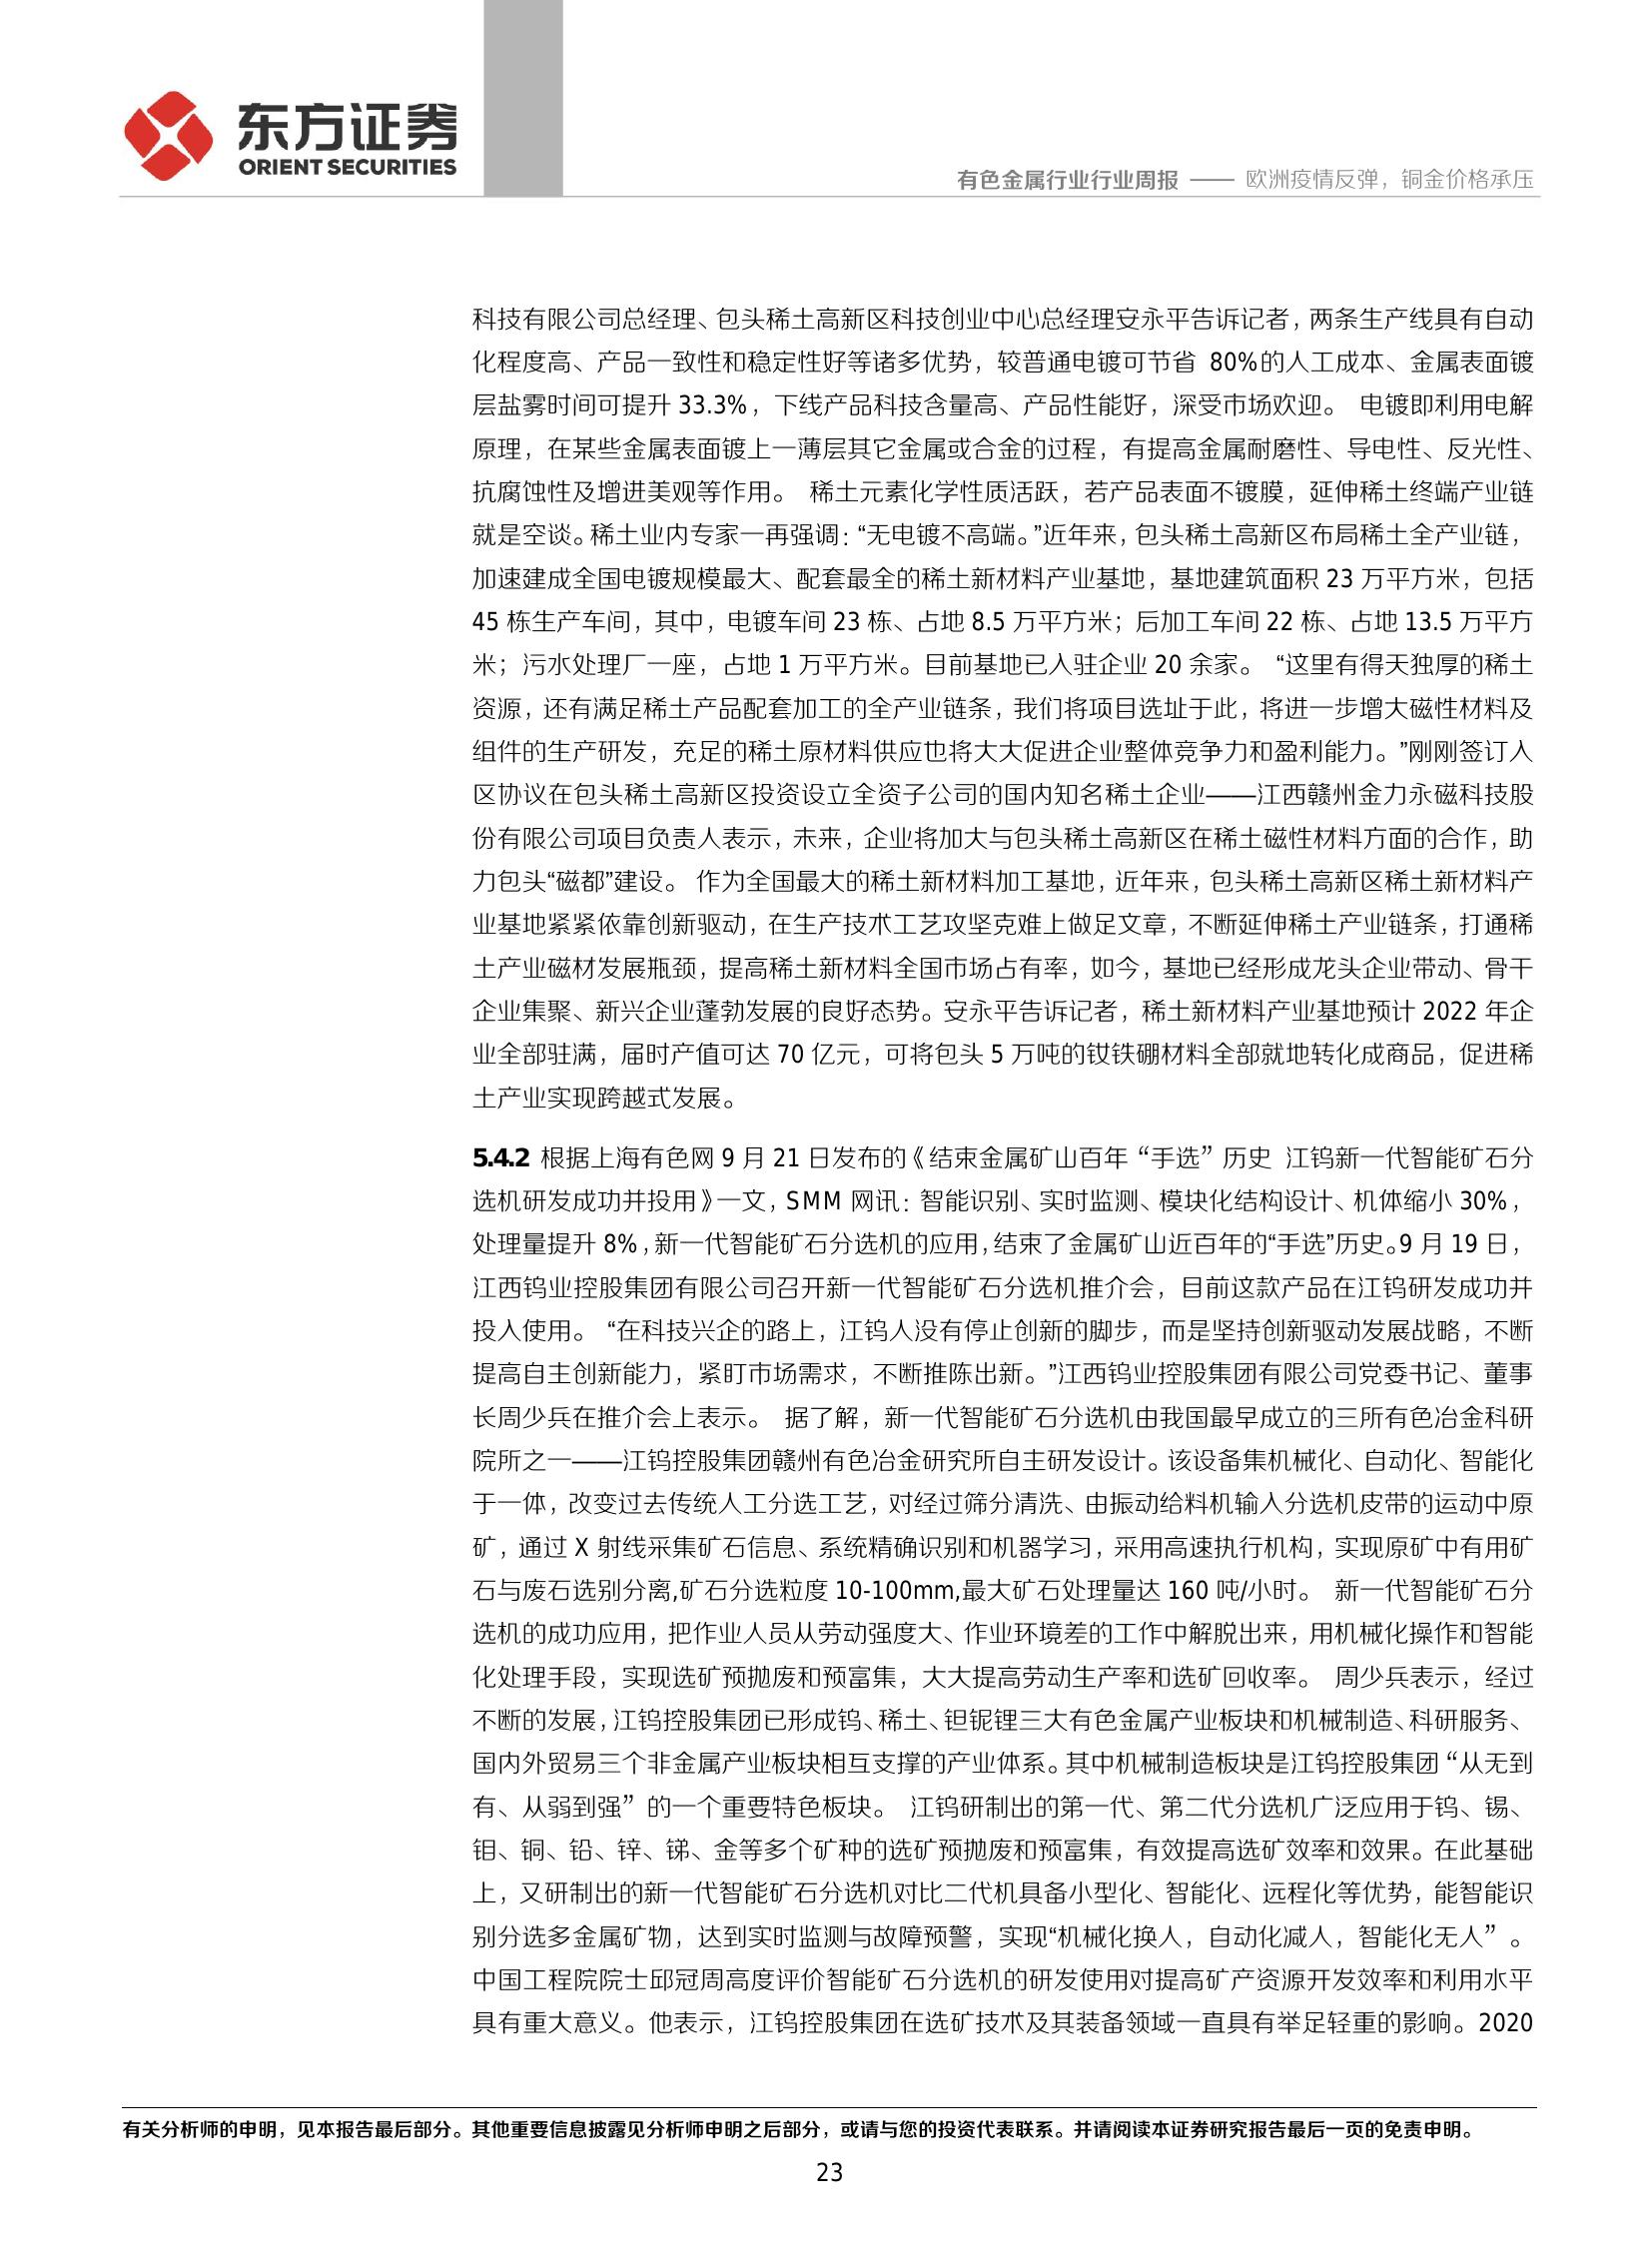 东方证券
ORIENT SECURITIES
有色金属行业行业周报 —— 欧洲疫情反弹，铜金价格承压
科技有限公司总经理、包头稀土高新区科技创业中心总经理安永平告诉记者，两条生产线具有自动
化程度高、产品一致性和稳定性好等诸多优势，较普通电镀可节省 80%的人工成本、金属表面镀
层盐雾时间可提升 33.3%，下线产品科技含量高、产品性能好，深受市场欢迎。 电镀即利用电解
原理，在某些金属表面镀上一薄层其它金属或合金的过程，有提高金属耐磨性、导电性、反光性、
抗腐蚀性及增进美观等作用。 稀土元素化学性质活跃，若产品表面不镀膜，延伸稀土终端产业链
就是空谈。稀土业内专家一再强调：“无电镀不高端。”近年来，包头稀土高新区布局稀土全产业链，
加速建成全国电镀规模最大、配套最全的稀土新材料产业基地，基地建筑面积 23 万平方米，包括
45 栋生产车间，其中，电镀车间 23 栋、占地 8.5 万平方米；后加工车间 22 栋、占地 13.5 万平方
米；污水处理厂一座，占地 1 万平方米。目前基地已入驻企业 20 余家。 “这里有得天独厚的稀土
资源，还有满足稀土产品配套加工的全产业链条，我们将项目选址于此，将进一步增大磁性材料及
组件的生产研发，充足的稀土原材料供应也将大大促进企业整体竞争力和盈利能力。”刚刚签订入
区协议在包头稀土高新区投资设立全资子公司的国内知名稀土企业——江西赣州金力永磁科技股
份有限公司项目负责人表示，未来，企业将加大与包头稀土高新区在稀土磁性材料方面的合作，助
力包头“磁都”建设。 作为全国最大的稀土新材料加工基地，近年来，包头稀土高新区稀土新材料产
业基地紧紧依靠创新驱动，在生产技术工艺攻坚克难上做足文章，不断延伸稀土产业链条，打通稀
土产业磁材发展瓶颈，提高稀土新材料全国市场占有率，如今，基地已经形成龙头企业带动、骨干
企业集聚、新兴企业蓬勃发展的良好态势。安永平告诉记者，稀土新材料产业基地预计 2022 年企
业全部驻满，届时产值可达 70 亿元，可将包头 5 万吨的钕铁硼材料全部就地转化成商品，促进稀
土产业实现跨越式发展。
5.4.2 根据上海有色网 9 月 21 日发布的《结束金属矿山百年“手选”历史 江钨新一代智能矿石分
选机研发成功并投用》一文，SMM 网讯：智能识别、实时监测、模块化结构设计、机体缩小 30%，
处理量提升 8%，新一代智能矿石分选机的应用，结束了金属矿山近百年的“手选”历史。9 月 19 日，
江西钨业控股集团有限公司召开新一代智能矿石分选机推介会，目前这款产品在江钨研发成功并
投入使用。 “在科技兴企的路上，江钨人没有停止创新的脚步，而是坚持创新驱动发展战略，不断
提高自主创新能力，紧盯市场需求，不断推陈出新。”江西钨业控股集团有限公司党委书记、董事
长周少兵在推介会上表示。 据了解，新一代智能矿石分选机由我国最早成立的三所有色冶金科研
院所之一——江钨控股集团赣州有色冶金研究所自主研发设计。该设备集机械化、自动化、智能化
于一体，改变过去传统人工分选工艺，对经过筛分清洗、由振动给料机输入分选机皮带的运动中原
矿，通过 X 射线采集矿石信息、系统精确识别和机器学习，采用高速执行机构，实现原矿中有用矿
石与废石选别分离,矿石分选粒度 10-100mm,最大矿石处理量达 160 吨/小时。 新一代智能矿石分
选机的成功应用，把作业人员从劳动强度大、作业环境差的工作中解脱出来，用机械化操作和智能
化处理手段，实现选矿预抛废和预富集，大大提高劳动生产率和选矿回收率。 周少兵表示，经过
不断的发展，江钨控股集团已形成钨、稀土、钽铌锂三大有色金属产业板块和机械制造、科研服务、
国内外贸易三个非金属产业板块相互支撑的产业体系。其中机械制造板块是江钨控股集团“从无到
有、从弱到强”的一个重要特色板块。 江钨研制出的第一代、第二代分选机广泛应用于钨、锡、
钼、铜、铅、锌、锑、金等多个矿种的选矿预抛废和预富集，有效提高选矿效率和效果。在此基础
上，又研制出的新一代智能矿石分选机对比二代机具备小型化、智能化、远程化等优势，能智能识
别分选多金属矿物，达到实时监测与故障预警，实现“机械化换人，自动化减人，智能化无人”。
中国工程院院士邱冠周高度评价智能矿石分选机的研发使用对提高矿产资源开发效率和利用水平
具有重大意义。他表示，江钨控股集团在选矿技术及其装备领域一直具有举足轻重的影响。2020
有关分析师的申明，见本报告最后部分。其他重要信息披露见分析师申明之后部分，或请与您的投资代表联系。并请阅读本证券研究报告最后一页的免责申明。
23